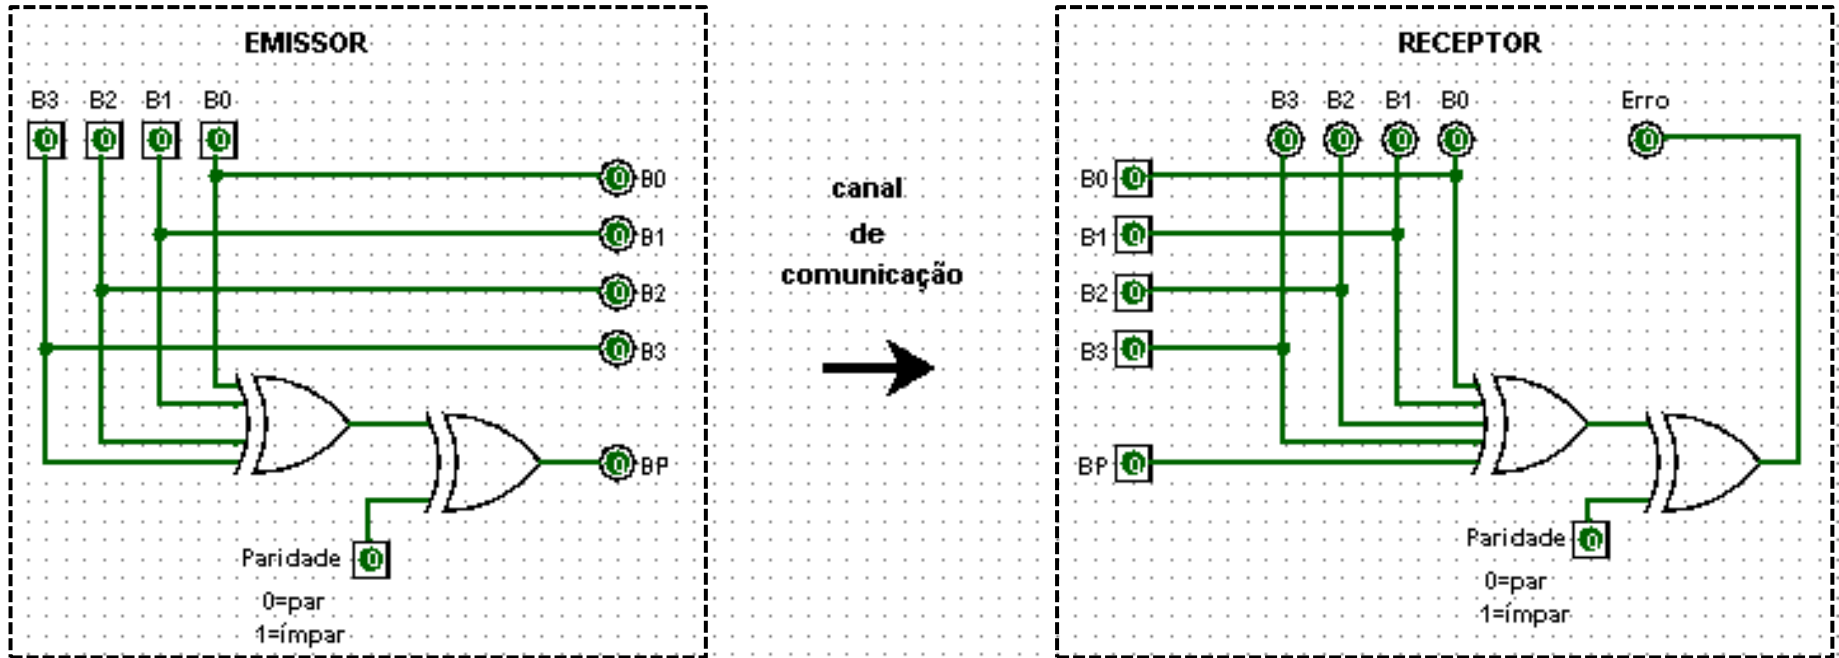 EMISSOR
B3 B2 B1 B0
0 0 0 0
0 B0
0 B1
0 B2
0 B3
0 BP
Paridade 0
0=par
1=ímpar
canal
de
comunicação
RECEPTOR
B3 B2 B1 B0 Erro
0 0 0 0 0
B0 0
B1 0
B2 0
B3 0
BP 0
Paridade 0
0=par
1=ímpar